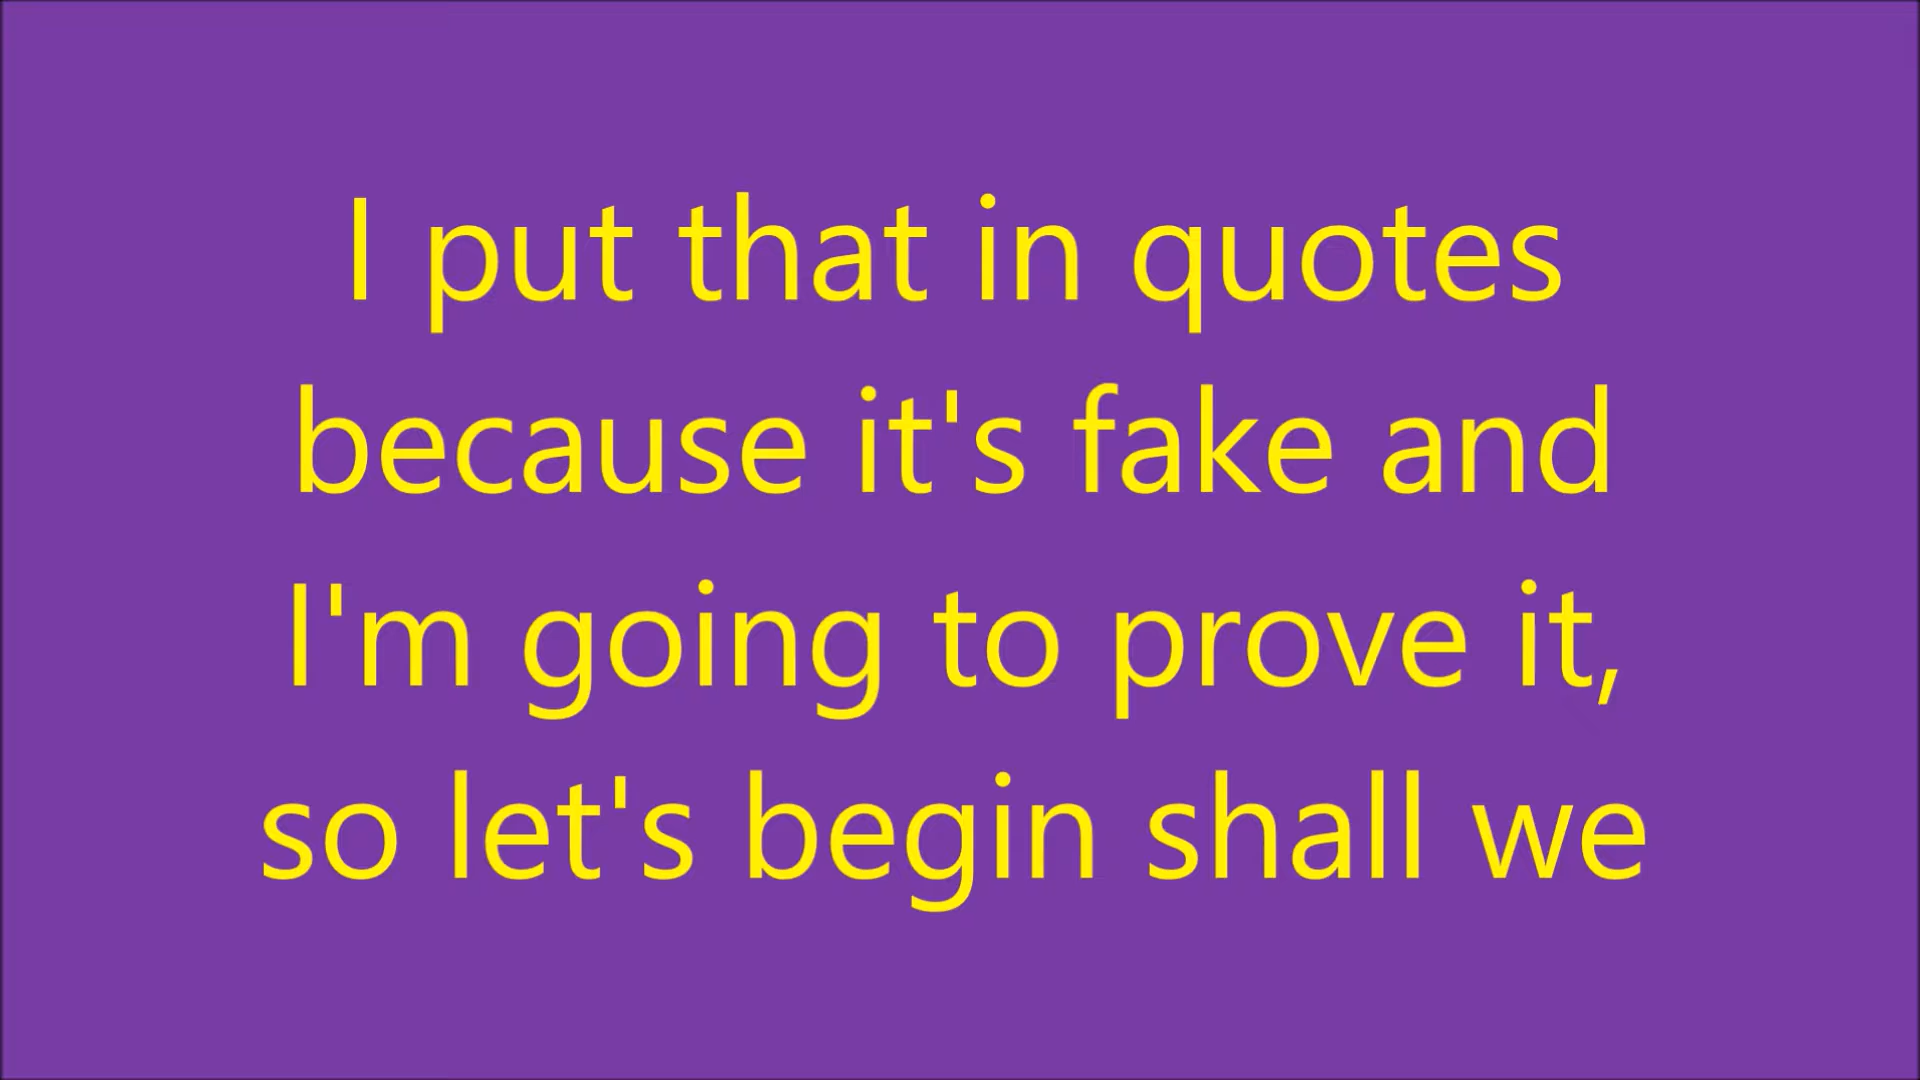 I put that in quotes
because it's fake and
I'm going to prove it,
so let's begin shall we